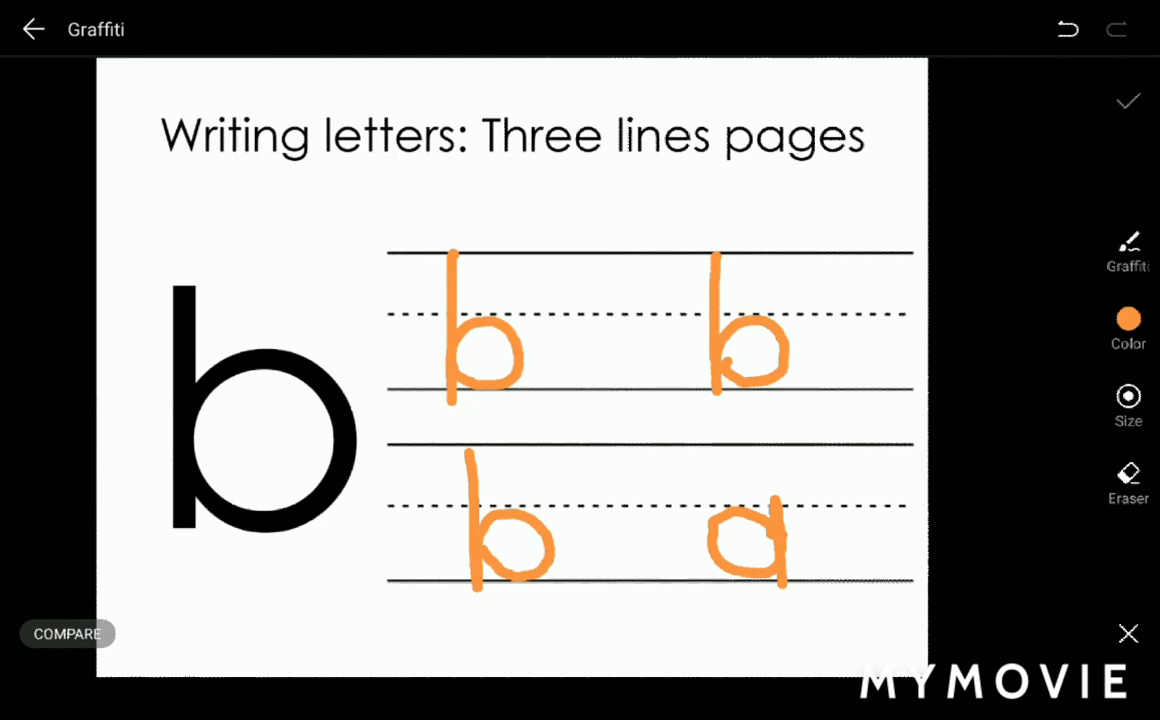 Graffiti
Writing letters: Three lines pages
b
b b
b a
Graffiti
Color
Size
Eraser
COMPARE
MYMOVIE